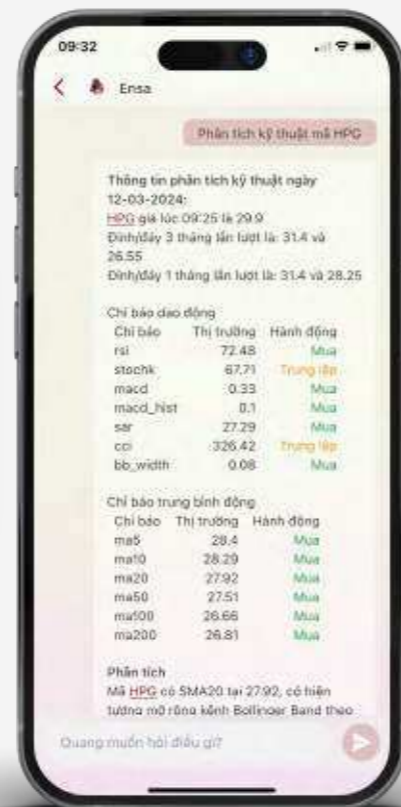 09:32
Ensa
Phân tích kỹ thuật mã HPG
Thông tin phân tích kỹ thuật ngày
12-03-2024:
HPG giá lúc 09:25 là 29.9
Đỉnh/đáy 3 tháng lần lượt là: 31.4 và
26.55
Đỉnh/đáy 1 tháng lần lượt là: 31.4 và 28.25
Chỉ báo dao động
Chỉ báo Thị trường Hành động
rsi 72.48 Mua
stochk 67.71 Trung lập
macd 0.33 Mua
macd_hist 0.1 Mua
sar 27.29 Mua
cci 326.42 Trung lập
bb_width 0.08 Mua
Chỉ báo trung bình động
Chỉ báo Thị trường Hành động
ma5 28.4 Mua
ma10 28.29 Mua
ma20 27.92 Mua
ma50 27.51 Mua
ma100 26.66 Mua
ma200 26.81 Mua
Phân tích
Mã HPG có SMA20 tại 27.92, có hiện
tượng mở rộng kênh Bollinger Band theo
Quang muốn hỏi điều gì?